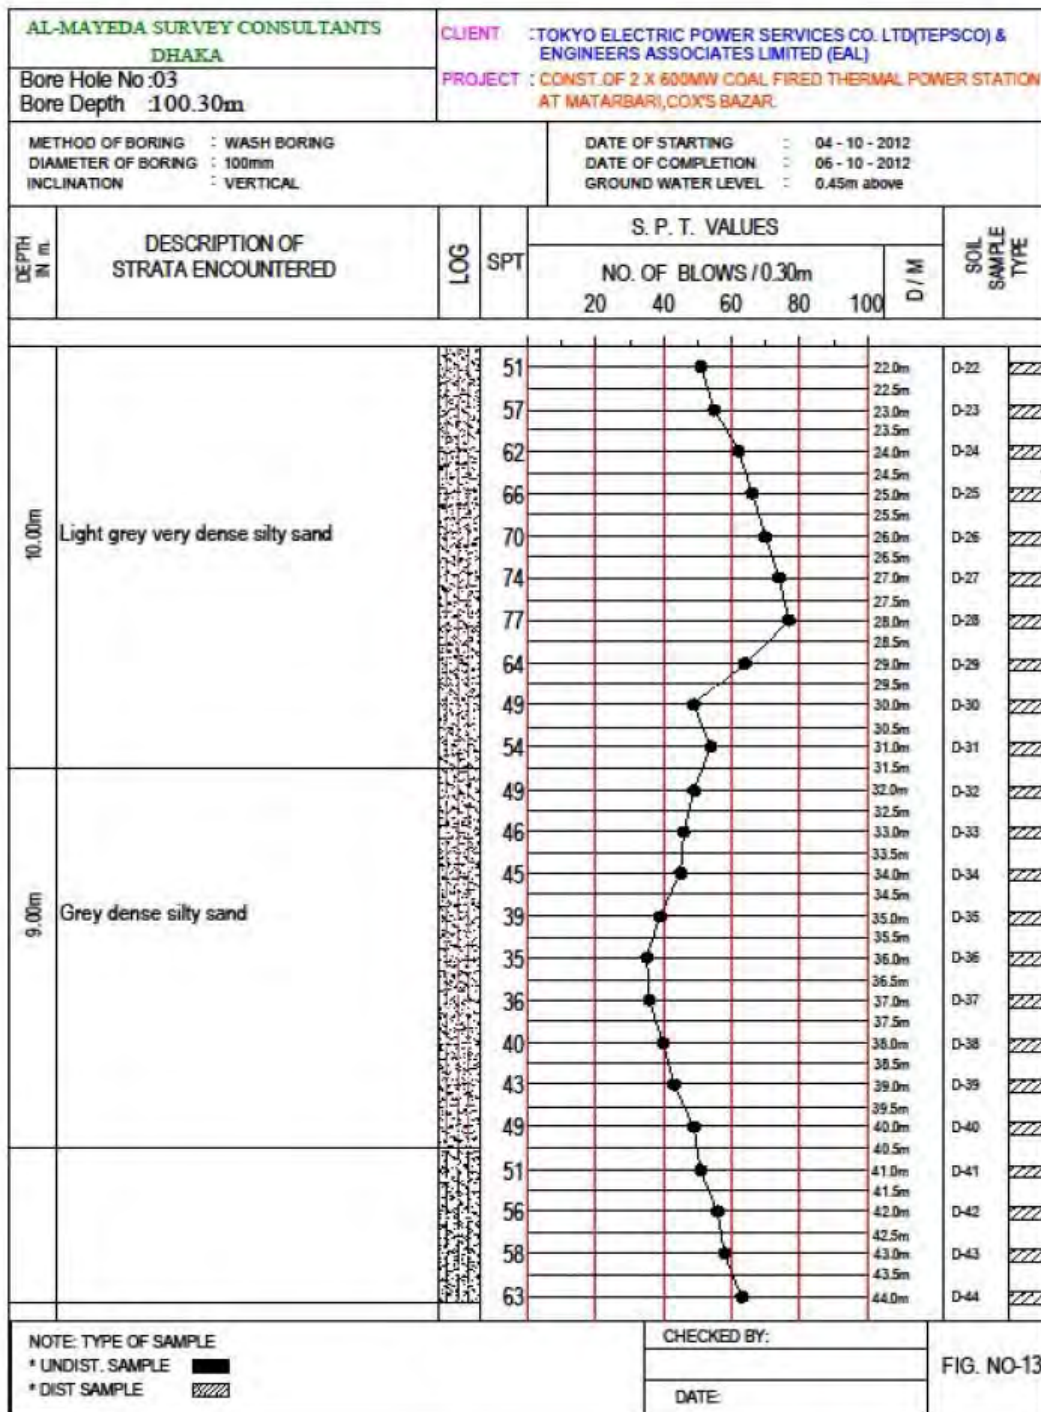 AL-MAYEDA SURVEY CONSULTANTS
DHAKA
Bore Hole No :03
Bore Depth :100.30m
CLIENT :TOKYO ELECTRIC POWER SERVICES CO. LTD(TEPSCO) &
ENGINEERS ASSOCIATES LIMITED (EAL)
PROJECT : CONST.OF 2 X 600MW COAL FIRED THERMAL POWER STATION
AT MATARBARI,COX'S BAZAR.
METHOD OF BORING : WASH BORING
DIAMETER OF BORING : 100mm
INCLINATION : VERTICAL
DATE OF STARTING : 04 - 10 - 2012
DATE OF COMPLETION : 06 - 10 - 2012
GROUND WATER LEVEL : 0.45m above
DEPTH
IN m.
DESCRIPTION OF
STRATA ENCOUNTERED
LOG
SPT
S. P. T. VALUES
NO. OF BLOWS / 0.30m
20 40 60 80 100
D / M
SOIL
SAMPLE
TYPE
51 22.0m D-22
22.5m
57 23.0m D-23
23.5m
62 24.0m D-24
24.5m
66 25.0m D-25
25.5m
10.00m Light grey very dense silty sand
70 26.0m D-26
26.5m
74 27.0m D-27
27.5m
77 28.0m D-28
28.5m
64 29.0m D-29
29.5m
49 30.0m D-30
30.5m
54 31.0m D-31
31.5m
49 32.0m D-32
32.5m
46 33.0m D-33
33.5m
45 34.0m D-34
34.5m
9.00m Grey dense silty sand
39 35.0m D-35
35.5m
35 36.0m D-36
36.5m
36 37.0m D-37
37.5m
40 38.0m D-38
38.5m
43 39.0m D-39
39.5m
49 40.0m D-40
40.5m
51 41.0m D-41
41.5m
56 42.0m D-42
42.5m
58 43.0m D-43
43.5m
63 44.0m D-44
NOTE: TYPE OF SAMPLE
* UNDIST. SAMPLE
* DIST SAMPLE
CHECKED BY:
DATE:
FIG. NO-13